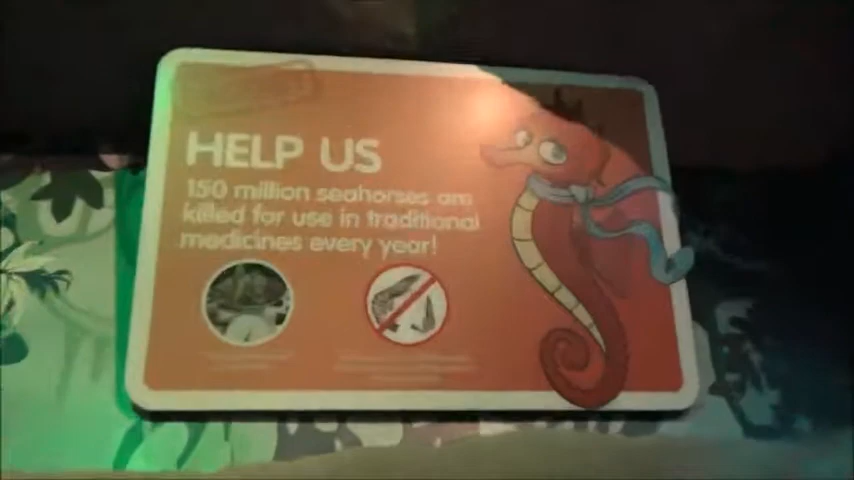 HELP US
150 million seahorses are
killed for use in traditional
medicines every year!